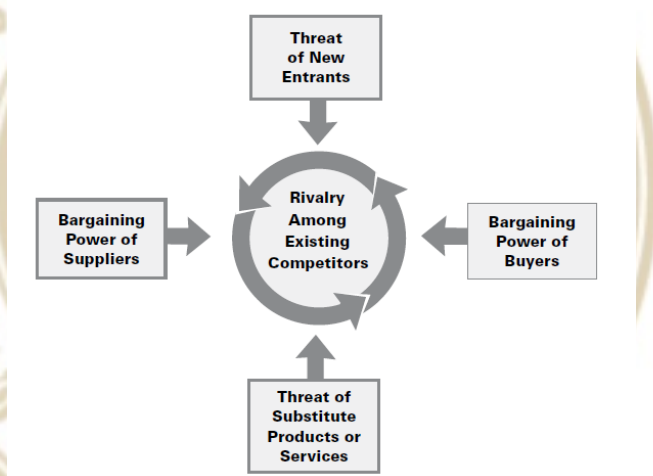 Threat
of New
Entrants
Bargaining
Power of
Suppliers
Rivalry
Among
Existing
Competitors
Bargaining
Power of
Buyers
Threat of
Substitute
Products or
Services